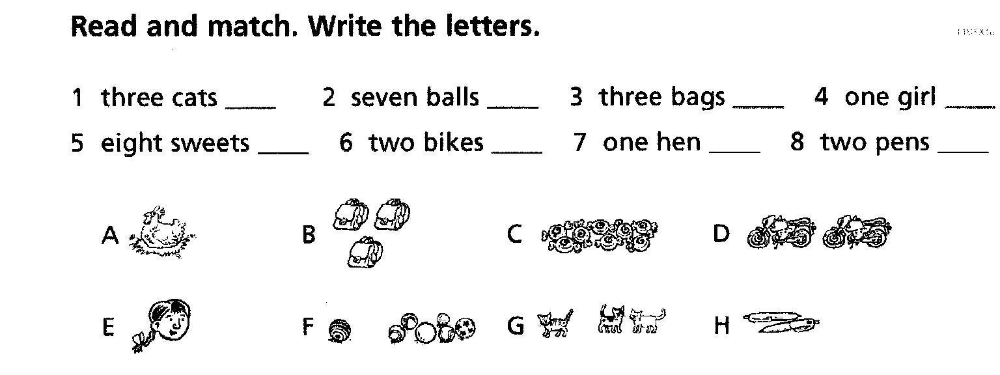 Read and match. Write the letters.
1 three cats ____ 2 seven balls ____ 3 three bags ____ 4 one girl ____
5 eight sweets ____ 6 two bikes ____ 7 one hen ____ 8 two pens ____
A B C D
E F G H